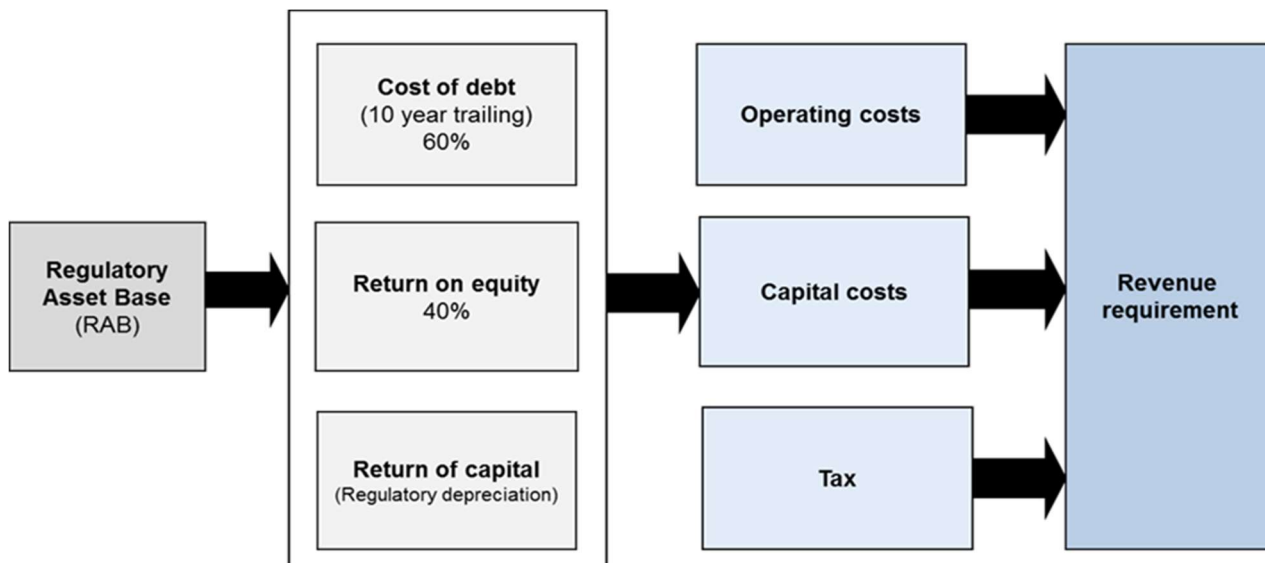 Regulatory
Asset Base
(RAB)
Cost of debt
(10 year trailing)
60%
Return on equity
40%
Return of capital
(Regulatory depreciation)
Operating costs
Capital costs
Tax
Revenue
requirement